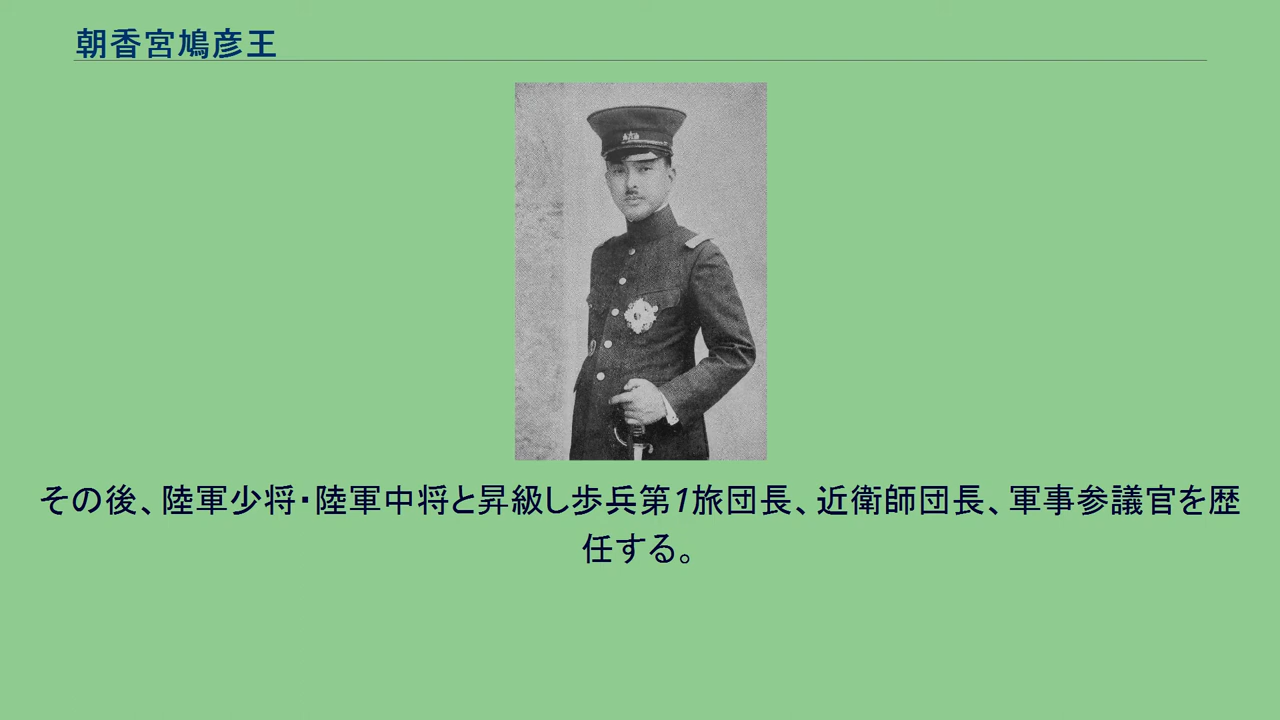 朝香宮鳩彦王
その後、陸軍少将・陸軍中将と昇級し歩兵第1旅団長、近衛師団長、軍事参議官を歴
任する。